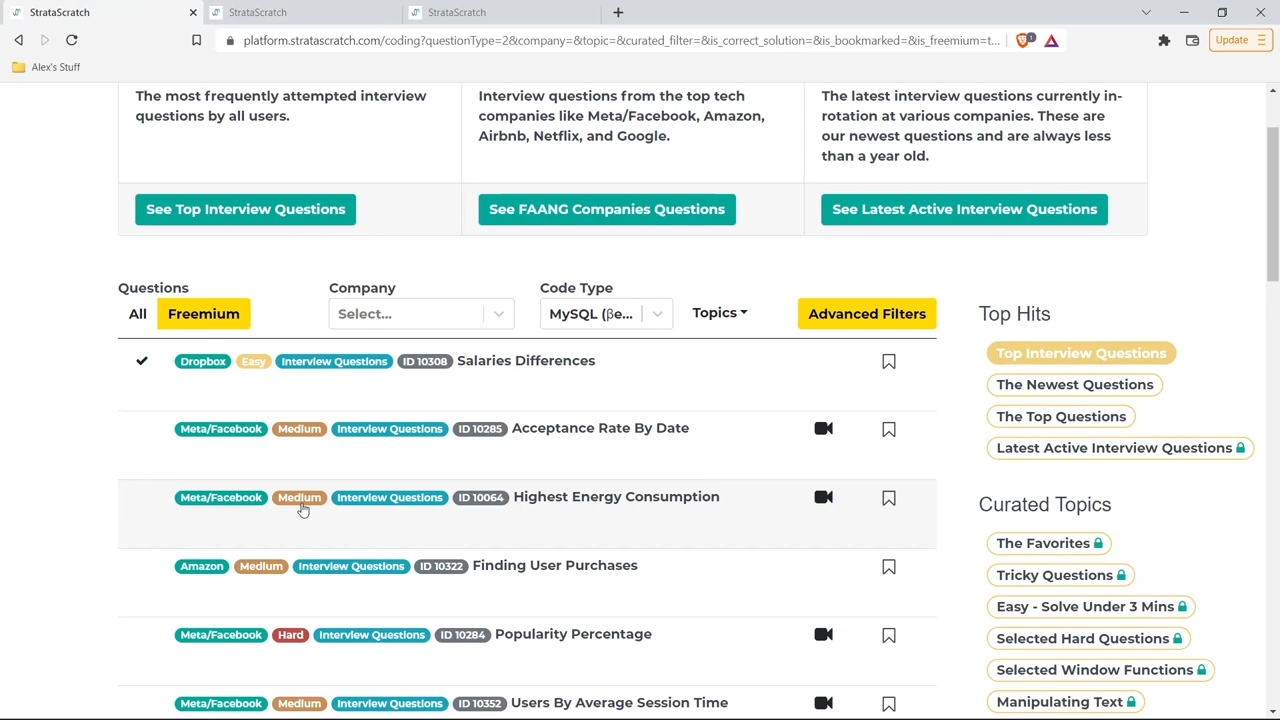 StrataScratch
StrataScratch
StrataScratch
platform.stratascratch.com/coding?questionType=2&company=&topic=&curated_filter=&is_correct_solution=&is_bookmarked=&is_freemium=t...
1
Update
Alex's Stuff
The most frequently attempted interview
questions by all users.
Interview questions from the top tech
companies like Meta/Facebook, Amazon,
Airbnb, Netflix, and Google.
The latest interview questions currently in-
rotation at various companies. These are
our newest questions and are always less
than a year old.
See Top Interview Questions
See FAANG Companies Questions
See Latest Active Interview Questions
Questions
All Freemium
Company
Select...
Code Type
MySQL (βe...
Topics
Advanced Filters
Dropbox Easy Interview Questions ID 10308 Salaries Differences
Meta/Facebook Medium Interview Questions ID 10285 Acceptance Rate By Date
Meta/Facebook Medium Interview Questions ID 10064 Highest Energy Consumption
Amazon Medium Interview Questions ID 10322 Finding User Purchases
Meta/Facebook Hard Interview Questions ID 10284 Popularity Percentage
Meta/Facebook Medium Interview Questions ID 10352 Users By Average Session Time
Top Hits
Top Interview Questions
The Newest Questions
The Top Questions
Latest Active Interview Questions
Curated Topics
The Favorites
Tricky Questions
Easy - Solve Under 3 Mins
Selected Hard Questions
Selected Window Functions
Manipulating Text